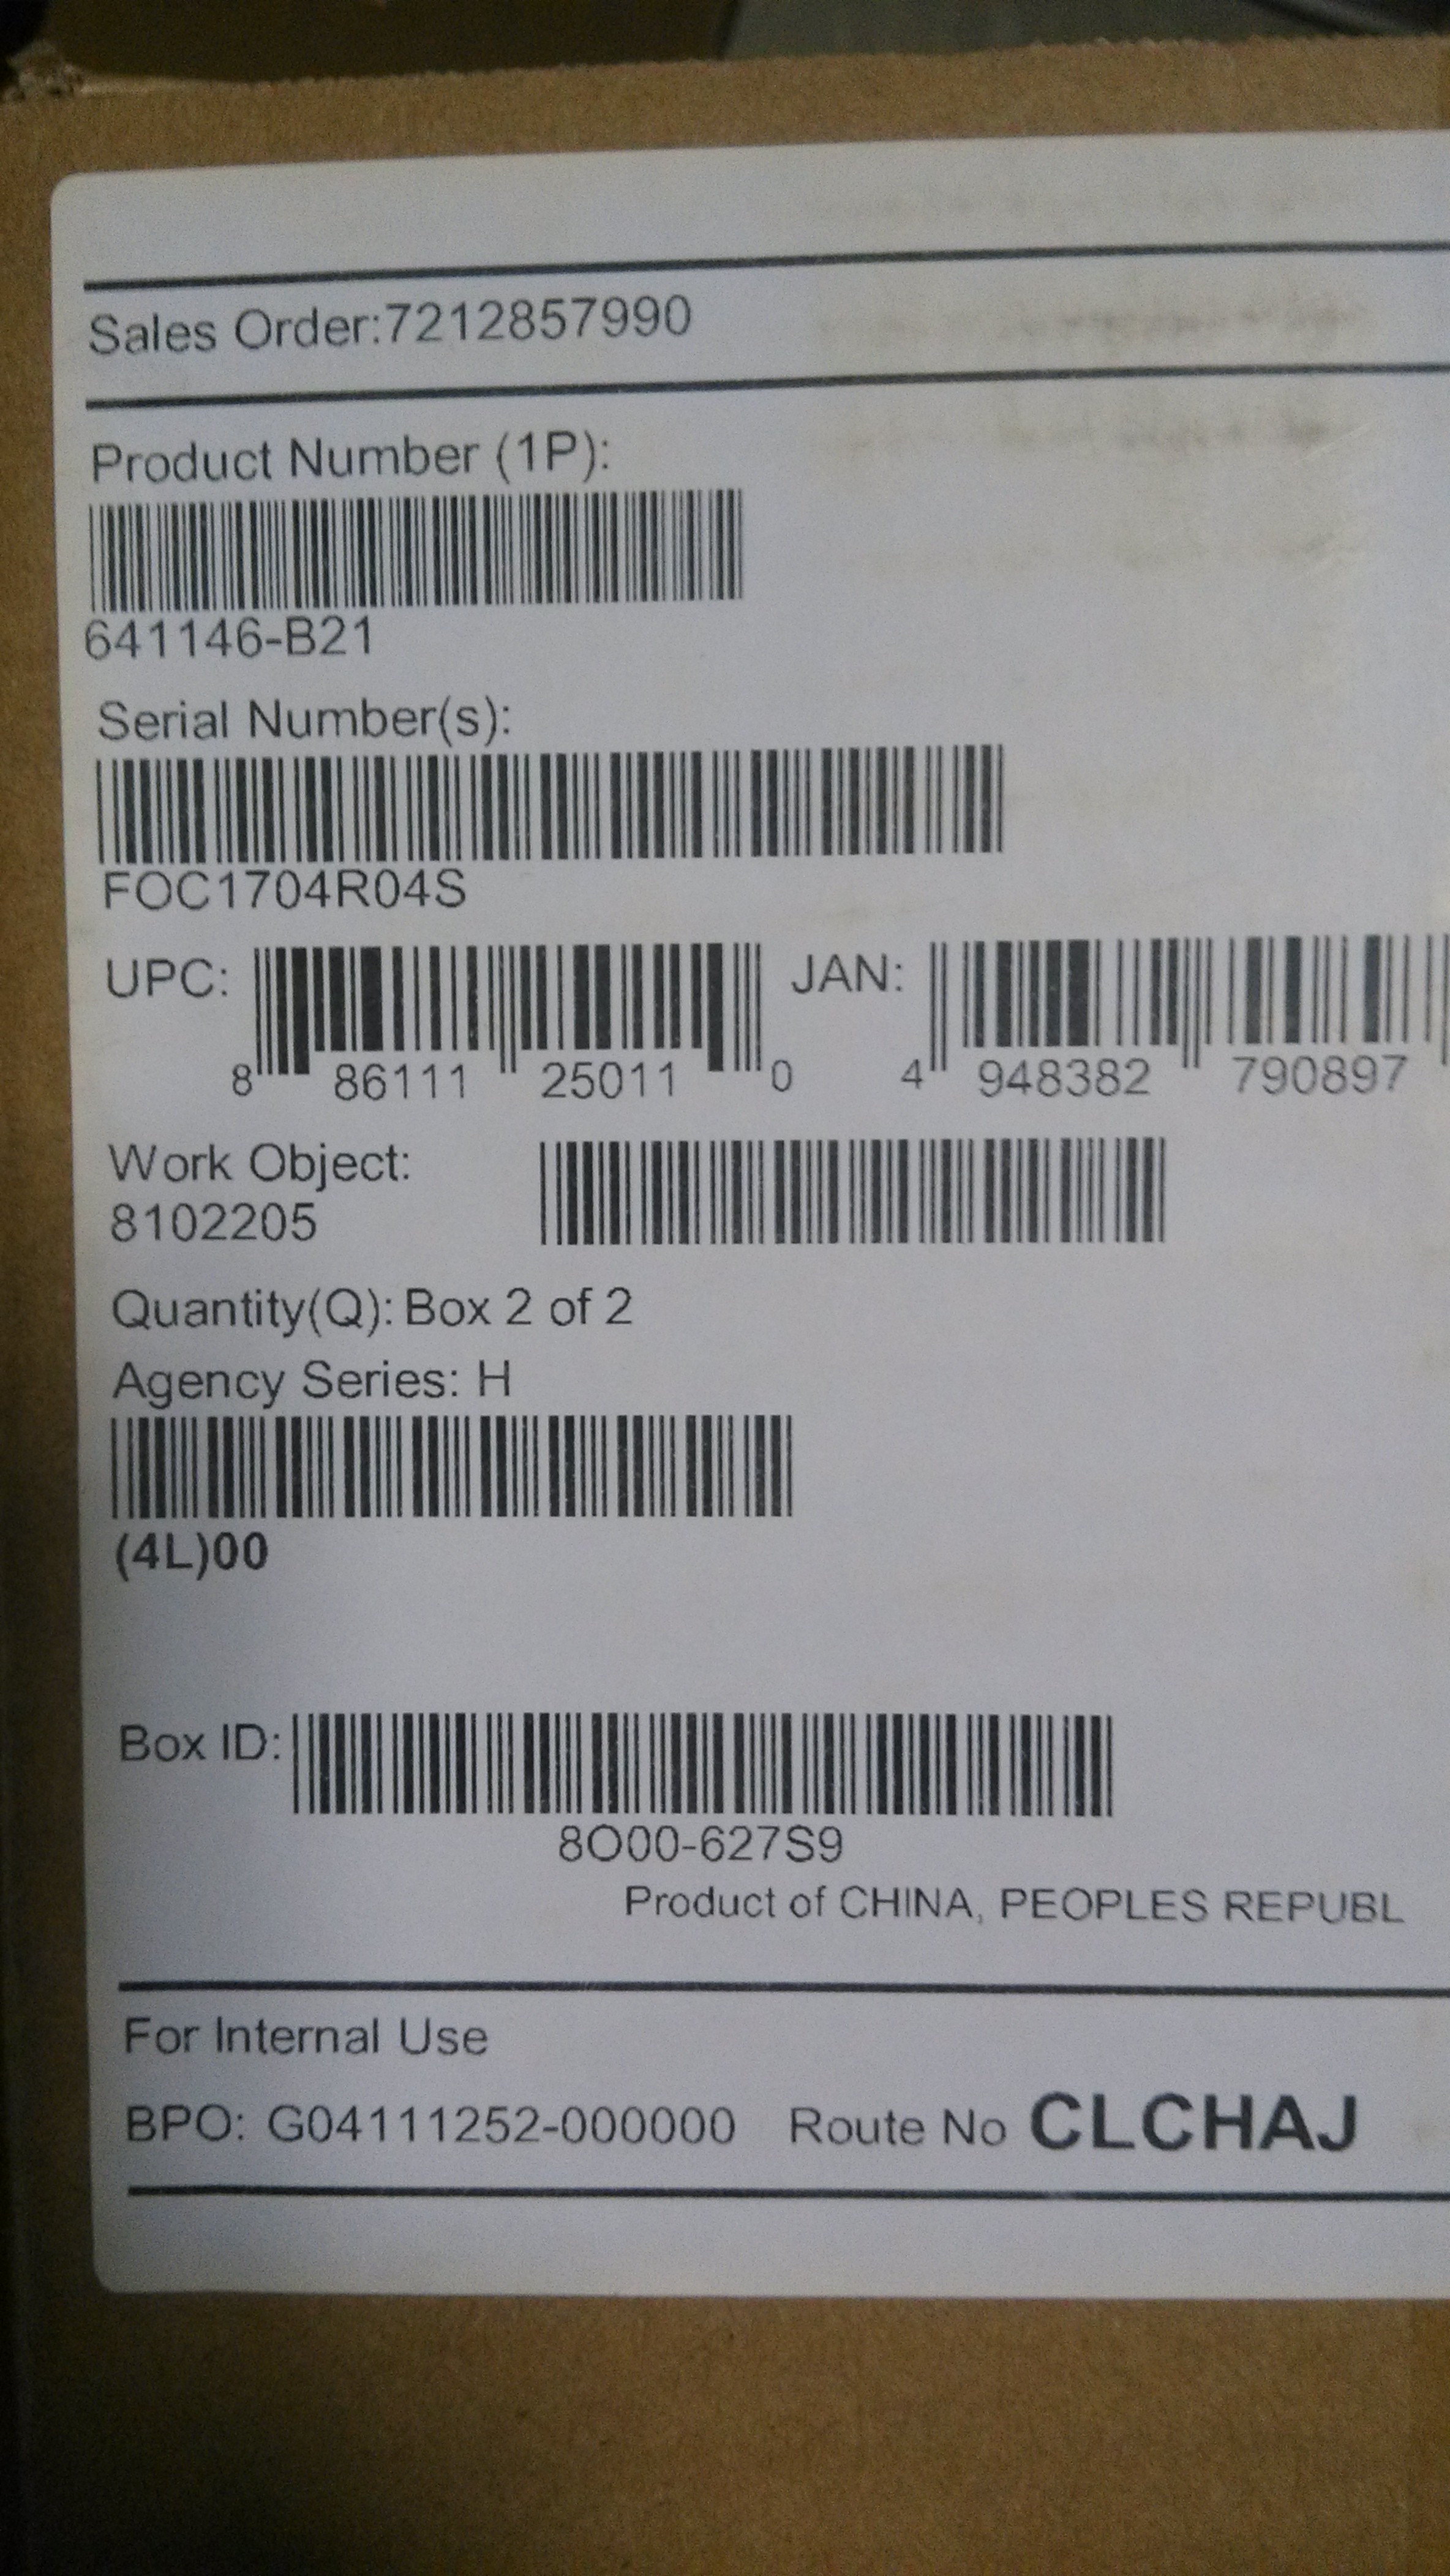 Sales Order:7212857990
Product Number (1P):
641146-B21
Serial Number(s):
FOC1704R04S
UPC: 8 86111 25011 0 JAN: 4 948382 790897
Work Object:
8102205
Quantity(Q): Box 2 of 2
Agency Series: H
(4L)00
Box ID:
8O00-627S9
Product of CHINA, PEOPLES REPUBL
For Internal Use
BPO: G04111252-000000 Route No CLCHAJ